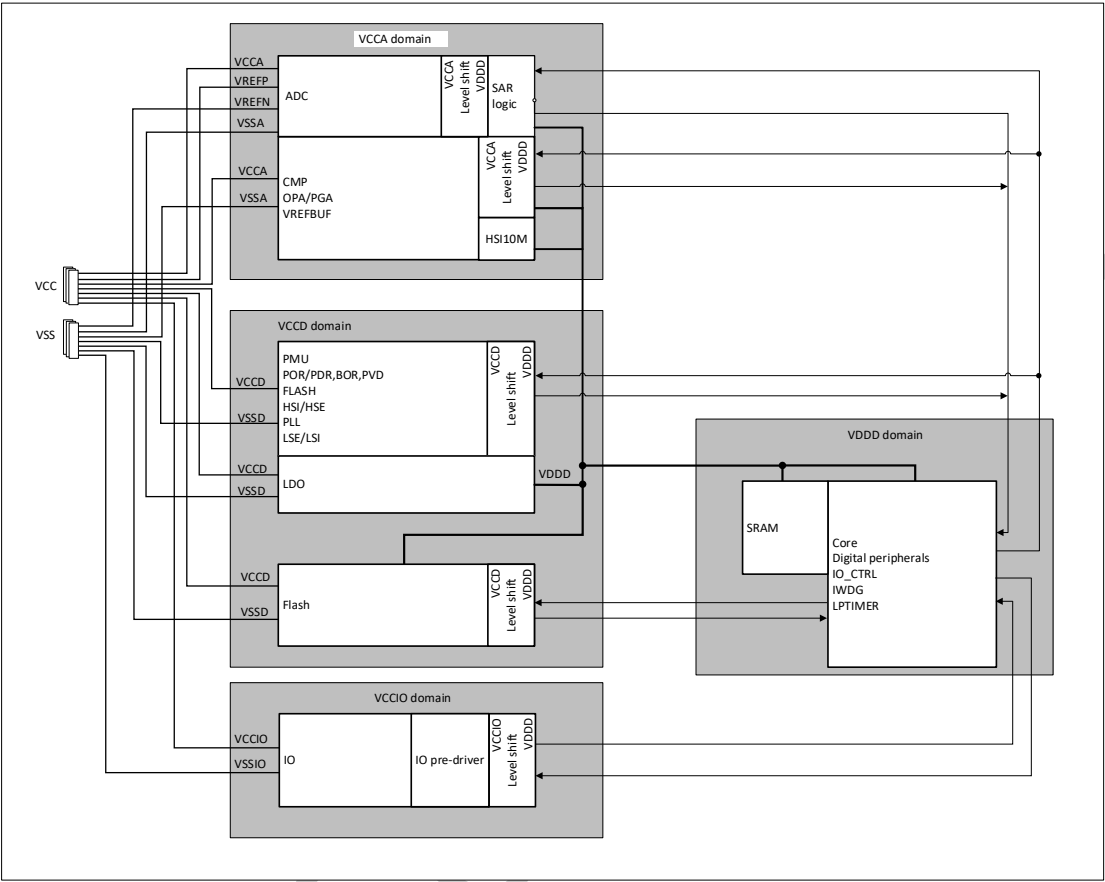 VCCA domain
VCCA
VREFP
VREFN
VSSA
ADC
VCCA
Level shift
VDDD
SAR
logic
VCCA
VSSA
CMP
OPA/PGA
VREFBUF
VCCA
Level shift
VDDD
HSI10M
VCC
VSS
VCCD domain
VCCD
VSSD
PMU
POR/PDR,BOR,PVD
FLASH
HSI/HSE
PLL
LSE/LSI
VCCD
Level shift
VDDD
VCCD
VSSD
LDO
VDDD
VCCD
VSSD
Flash
VCCD
Level shift
VDDD
VDDD domain
SRAM
Core
Digital peripherals
IO_CTRL
IWDG
LPTIMER
VCCIO domain
VCCIO
VSSIO
IO
IO pre-driver
VCCIO
Level shift
VDDD